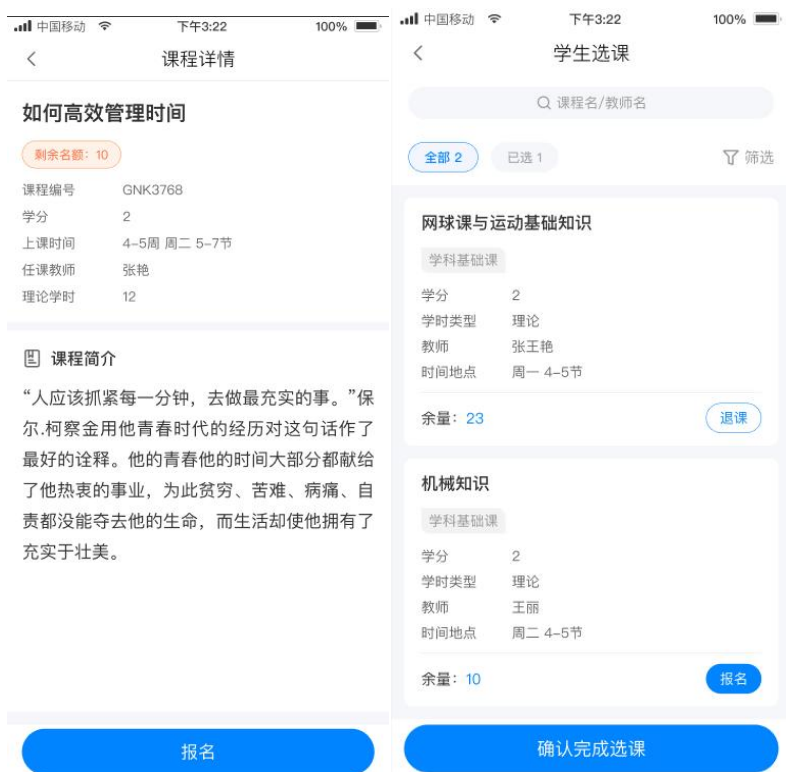 中国移动 下午3:22 100%
课程详情
如何高效管理时间
剩余名额：10
课程编号 GNK3768
学分 2
上课时间 4-5周 周二 5-7节
任课教师 张艳
理论学时 12
课程简介
“人应该抓紧每一分钟，去做最充实的事。”保
尔.柯察金用他青春时代的经历对这句话作了
最好的诠释。他的青春他的时间大部分都献给
了他热衷的事业，为此贫穷、苦难、病痛、自
责都没能夺去他的生命，而生活却使他拥有了
充实于壮美。
报名
中国移动 下午3:22 100%
学生选课
课程名/教师名
全部 2 已选 1 筛选
网球课与运动基础知识
学科基础课
学分 2
学时类型 理论
教师 张王艳
时间地点 周一 4-5节
余量：23 退课
机械知识
学科基础课
学分 2
学时类型 理论
教师 王丽
时间地点 周二 4-5节
余量：10 报名
确认完成选课